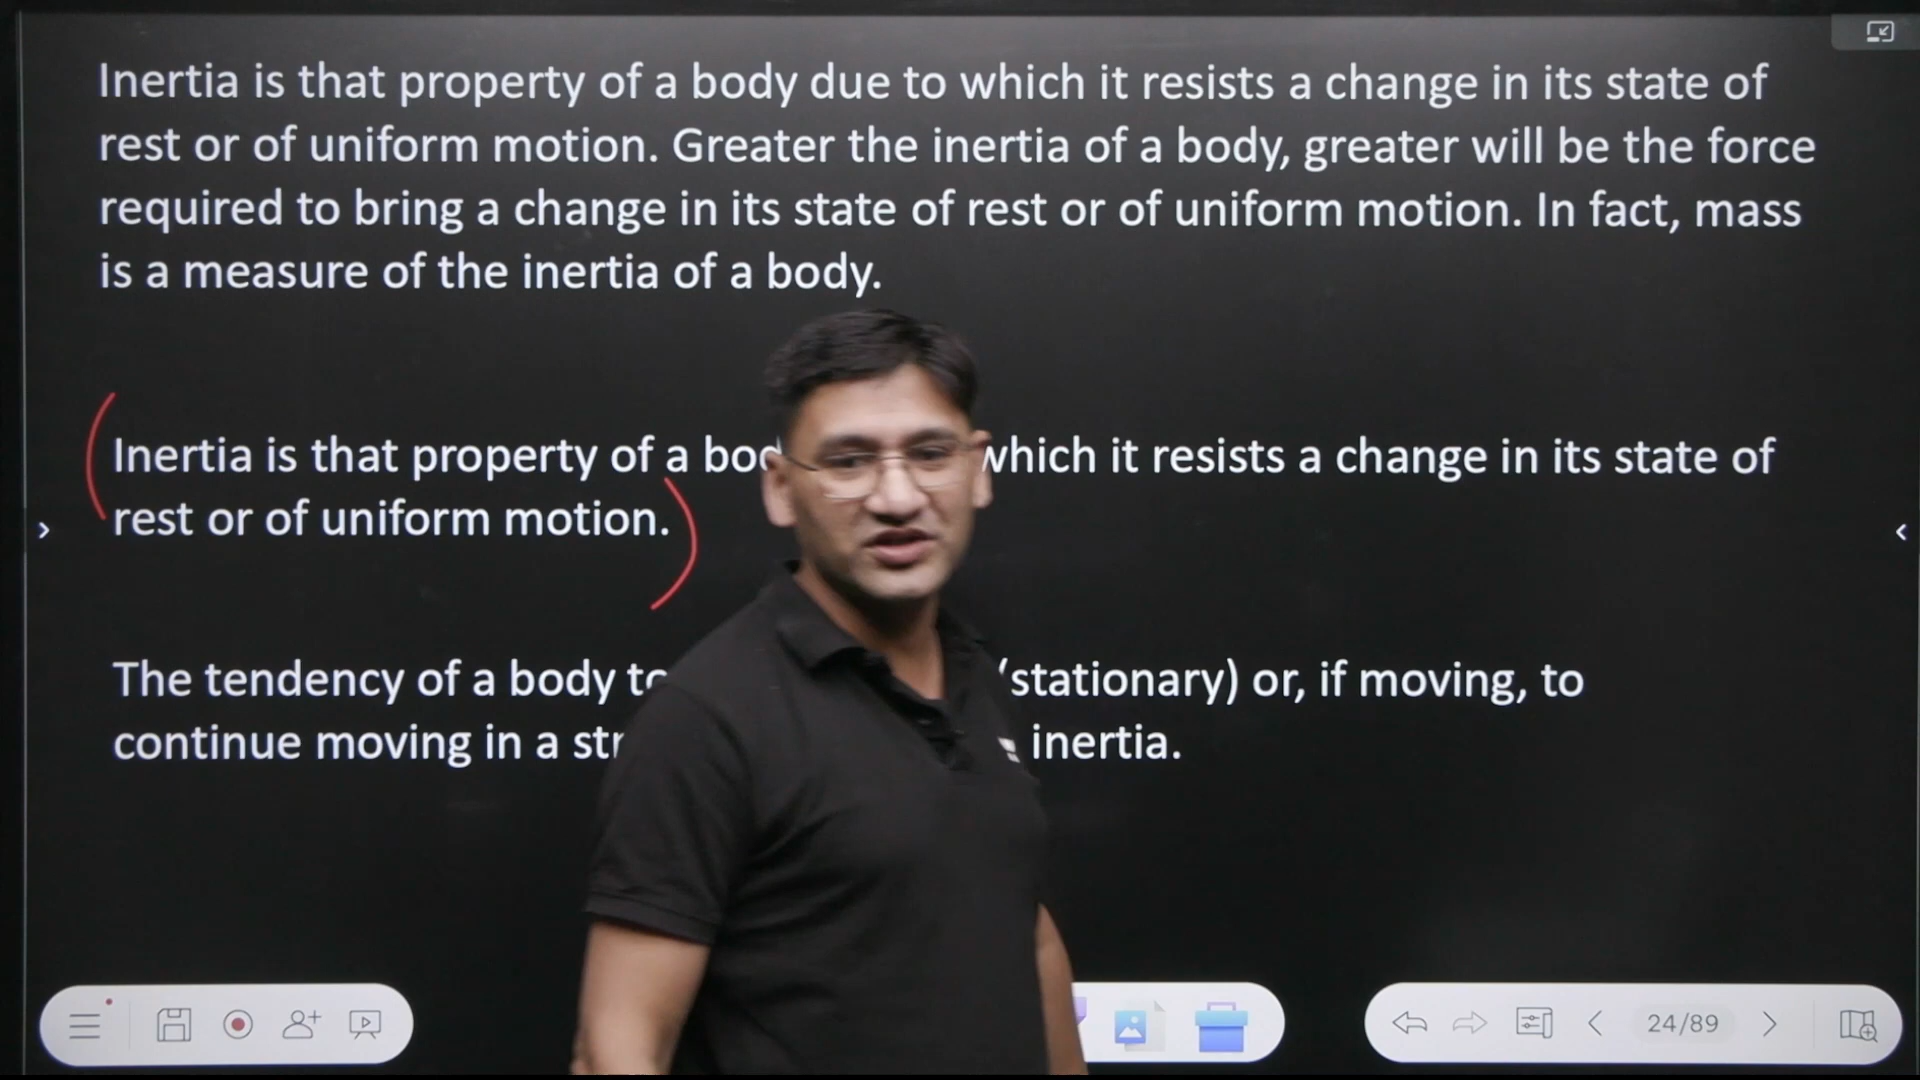 Inertia is that property of a body due to which it resists a change in its state of
rest or of uniform motion. Greater the inertia of a body, greater will be the force
required to bring a change in its state of rest or of uniform motion. In fact, mass
is a measure of the inertia of a body.
Inertia is that property of a which it resists a change in its state of
rest or of uniform motion.
The tendency of a body (stationary) or, if moving, to
continue moving in a inertia.
24/89